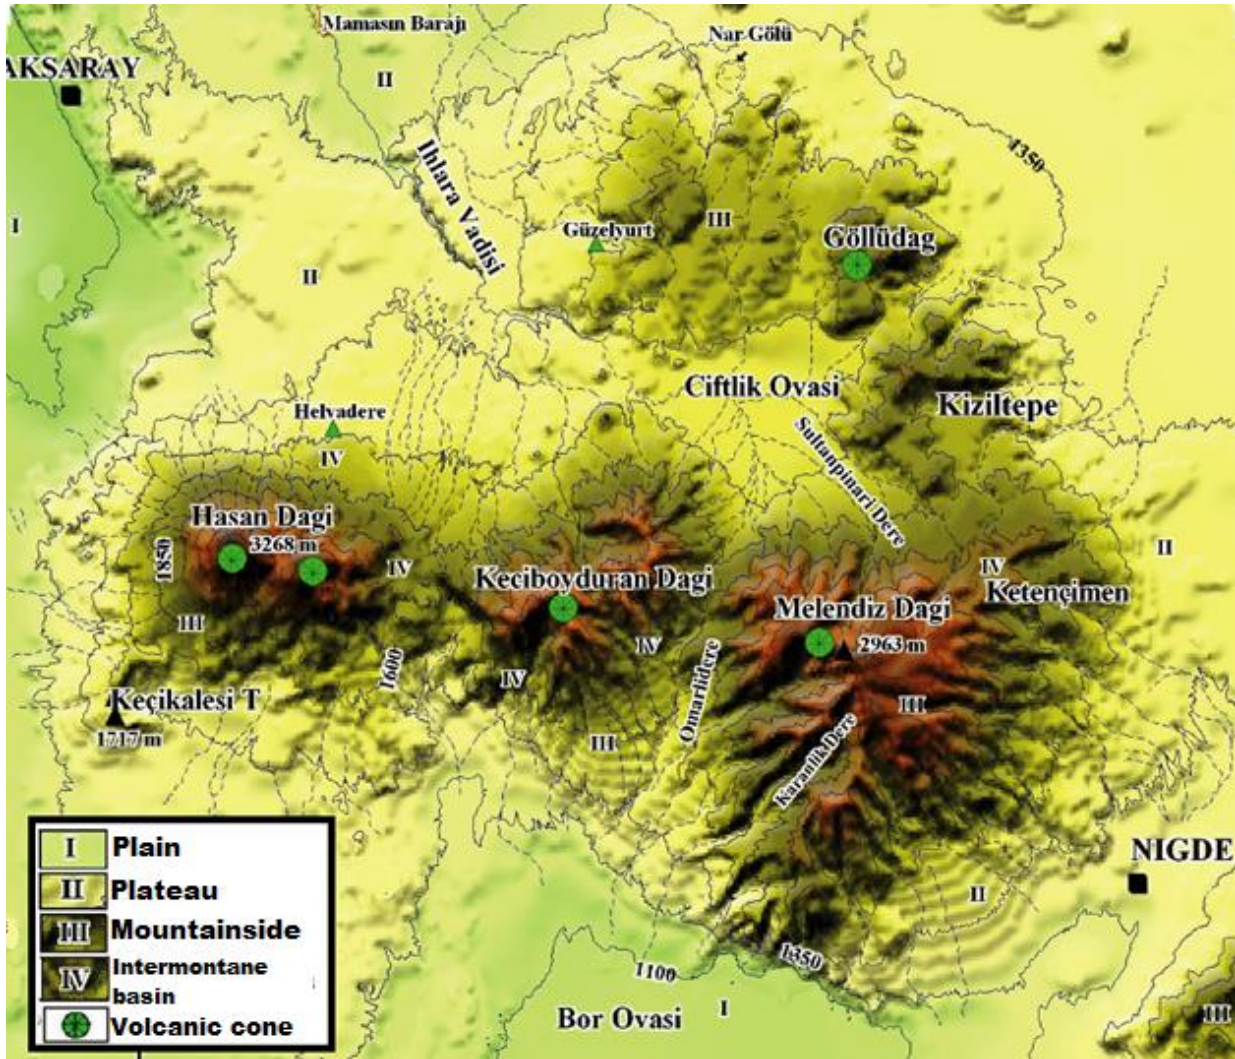 Mamasın Barajı
Nar Gölü
AKSARAY
II
Ihlara Vadisi
1350
I
III
Güzelyurt
Göllüdag
II
Ciftlik Ovasi
Kiziltepe
Helvadere
IV
Sultanpinari Dere
Hasan Dagi
3268 m
1850
IV
Keciboyduran Dagi
IV
II
Ketençimen
Melendiz Dagi
2963 m
III
IV
1600
IV
Keçikalesi T
1717 m
Omarlidere
III
III
Karanlik Dere
NIGDE
II
1350
1100
Bor Ovasi
I
III
I Plain
II Plateau
III Mountainside
IV Intermontane
basin
Volcanic cone